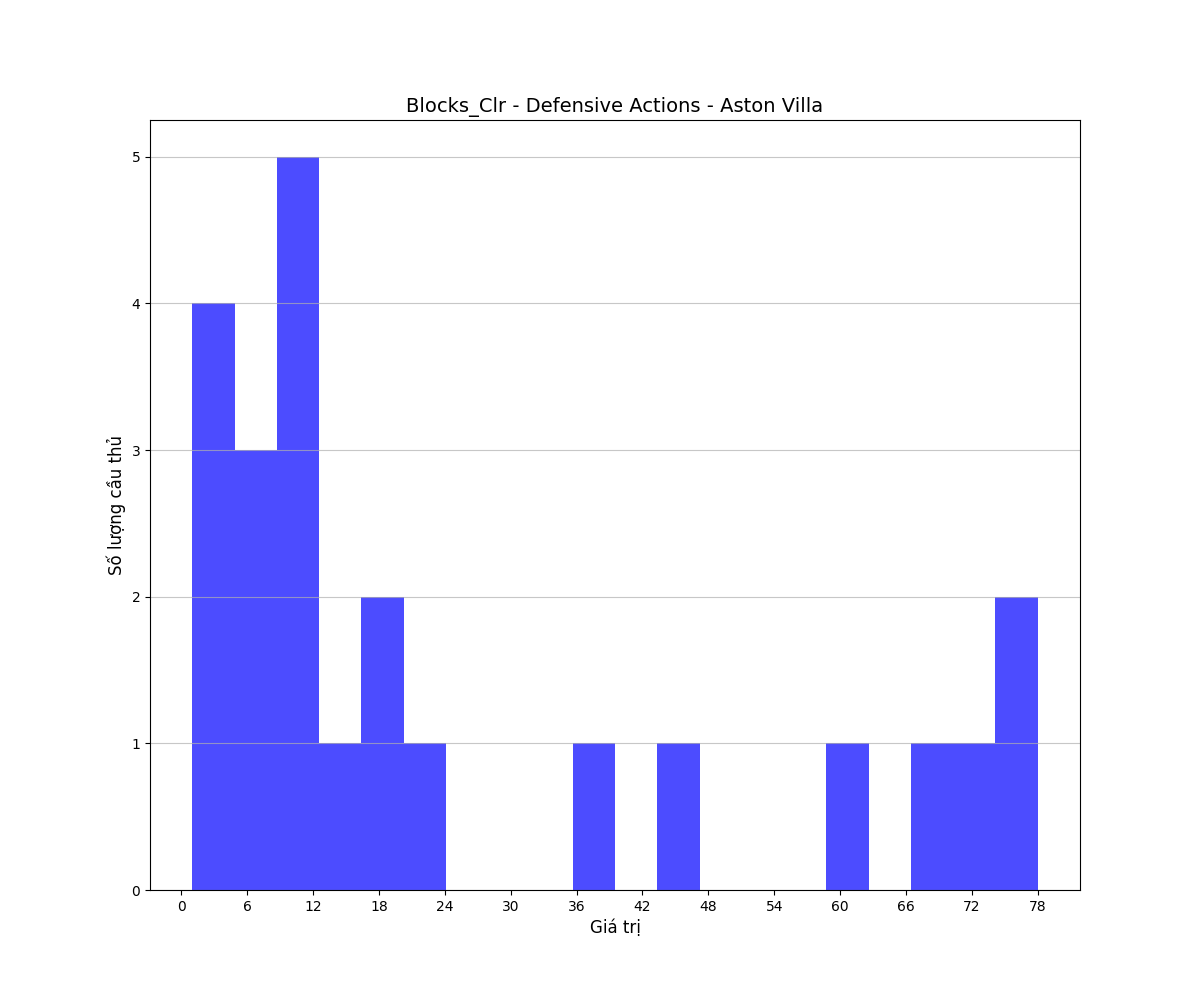 Blocks_Clr - Defensive Actions - Aston Villa
5
4
3
2
1
0
Số lượng cầu thủ
0 6 12 18 24 30 36 42 48 54 60 66 72 78
Giá trị